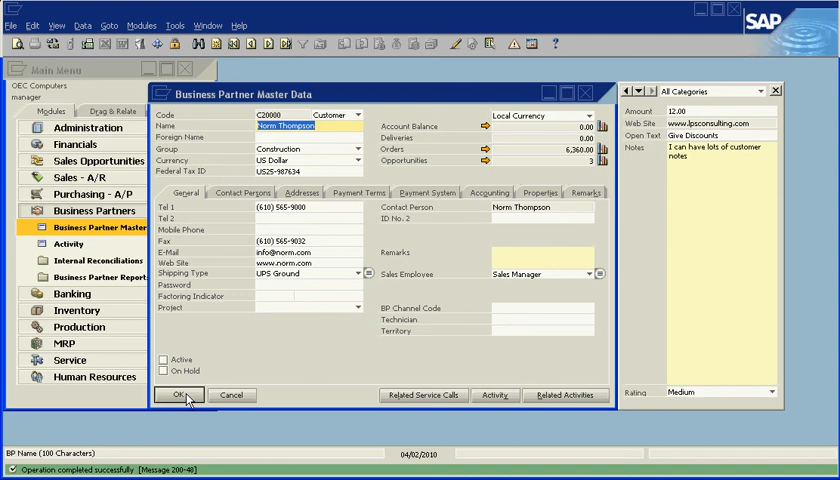 SAP
File Edit View Data Goto Modules Tools Window Help
Main Menu
OEC Computers
manager
Modules Drag & Relate
Administration
Financials
Sales Opportunities
Sales - A/R
Purchasing - A/P
Business Partners
Business Partner Master
Activity
Internal Reconciliations
Business Partner Report
Banking
Inventory
Production
MRP
Service
Human Resources
Business Partner Master Data
Code C20000 Customer
Name Norm Thompson
Foreign Name
Group Construction
Currency US Dollar
Federal Tax ID US25-987634
Local Currency
Account Balance 0.00
Deliveries 0.00
Orders 6,360.00
Opportunities 3
General Contact Persons Addresses Payment Terms Payment System Accounting Properties Remarks
Tel 1 (610) 565-9000
Tel 2
Mobile Phone
Fax (610) 565-9032
E-Mail info@norm.com
Web Site www.norm.com
Shipping Type UPS Ground
Password
Factoring Indicator
Project
Contact Person Norm Thompson
ID No. 2
Remarks
Sales Employee Sales Manager
BP Channel Code
Technician
Territory
Active
On Hold
OK Cancel Related Service Calls Activity Related Activities
All Categories
Amount 12.00
Web Site www.lpsconsulting.com
Open Text Give Discounts
Notes I can have lots of customer
notes
Rating Medium
BP Name (100 Characters) 04/02/2010
Operation completed successfully [Message 200-48]